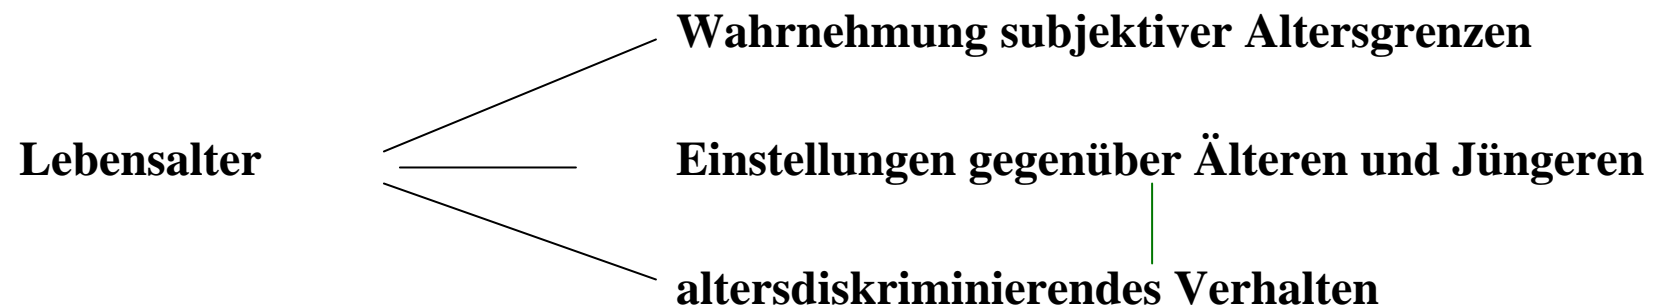 Wahrnehmung subjektiver Altersgrenzen
Lebensalter
Einstellungen gegenüber Älteren und Jüngeren
altersdiskriminierendes Verhalten